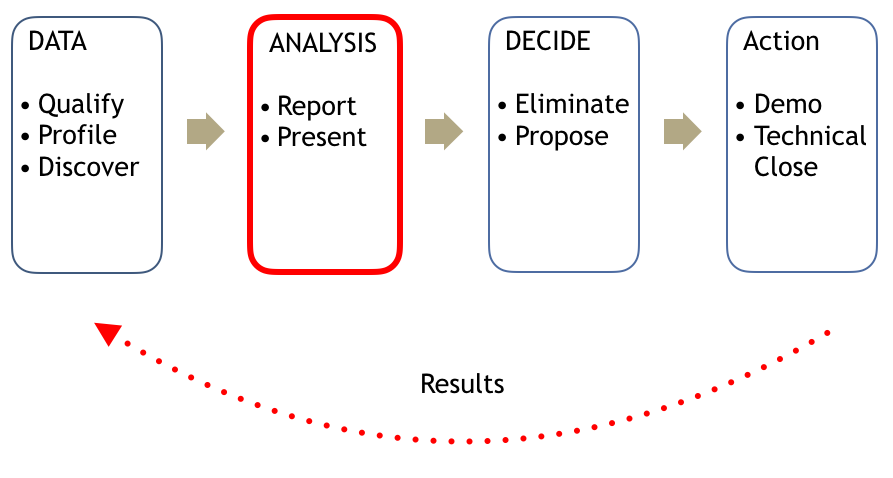 DATA
• Qualify
• Profile
• Discover
ANALYSIS
• Report
• Present
DECIDE
• Eliminate
• Propose
Action
• Demo
• Technical
Close
Results